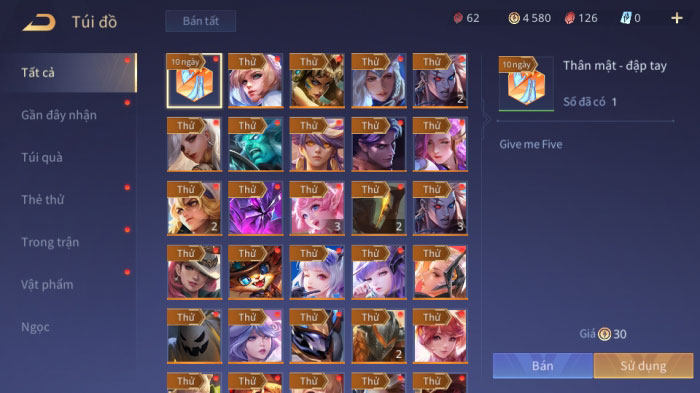 Túi đồ
Bán tất
62
4 580
126
0
Tất cả
Gần đây nhận
Túi quà
Thẻ thử
Trong trận
Vật phẩm
Ngọc
10 ngày
Thử
Thử
Thử
Thử
2
Thử
Thử
Thử
Thử
Thử
Thử
2
Thử
Thử
3
Thử
2
Thử
3
Thử
Thử
Thử
Thử
Thử
Thử
Thử
Thử
Thử
2
Thử
Thử
Thử
Thử
Thử
Thử
10 ngày
Thân mật - đập tay
Số đã có 1
Give me Five
Giá 30
Bán
Sử dụng